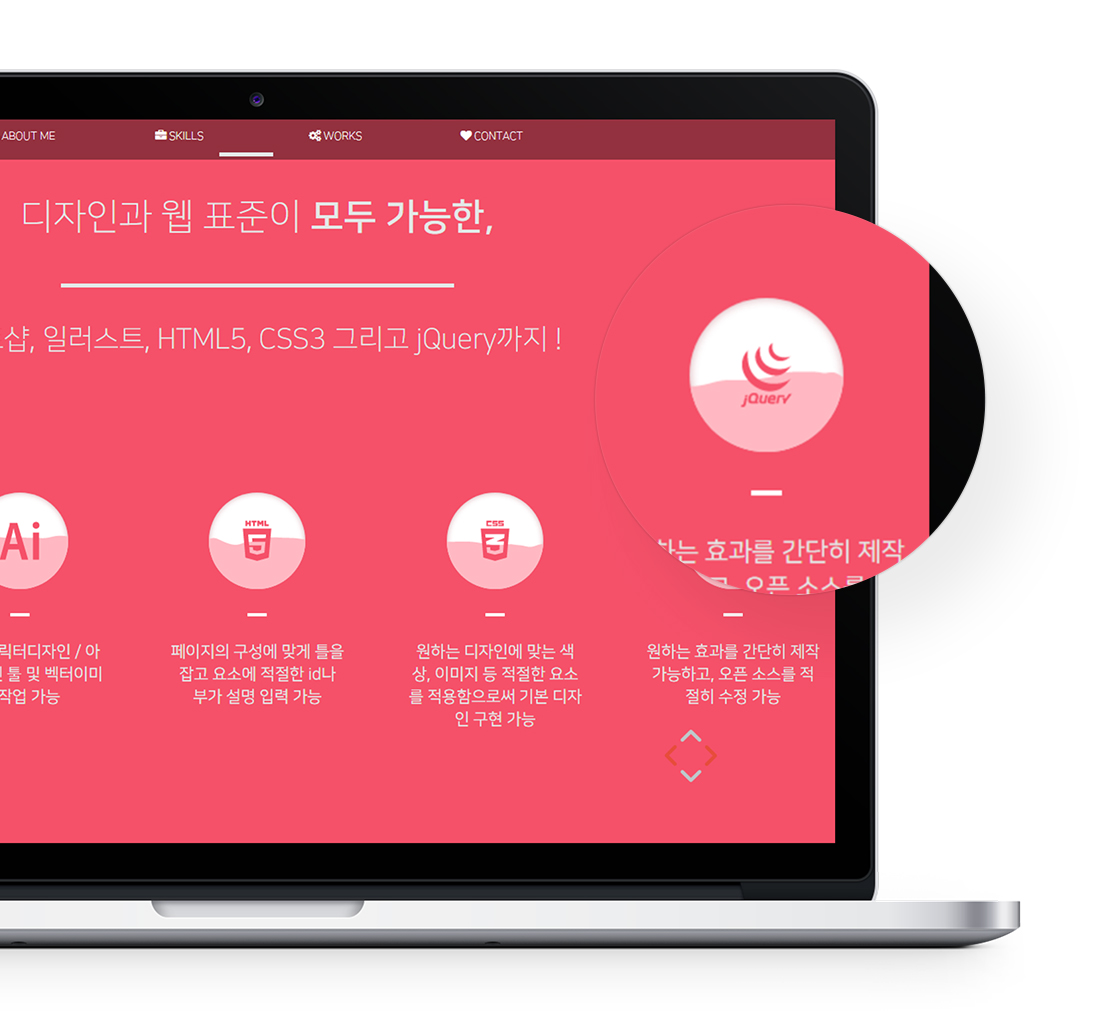 ABOUT ME
SKILLS
WORKS
CONTACT
디자인과 웹 표준이 모두 가능한,
샵, 일러스트, HTML5, CSS3 그리고 jQuery까지 !
jQuery
하는 효과를 간단히 제작
고, 오픈 소스를
Ai
HTML
5
CSS
3
릭터디자인 / 아
툴 및 벡터이미
작업 가능
페이지의 구성에 맞게 틀을
잡고 요소에 적절한 id나
부가 설명 입력 가능
원하는 디자인에 맞는 색
상, 이미지 등 적절한 요소
를 적용함으로써 기본 디자
인 구현 가능
원하는 효과를 간단히 제작
가능하고, 오픈 소스를 적
절히 수정 가능